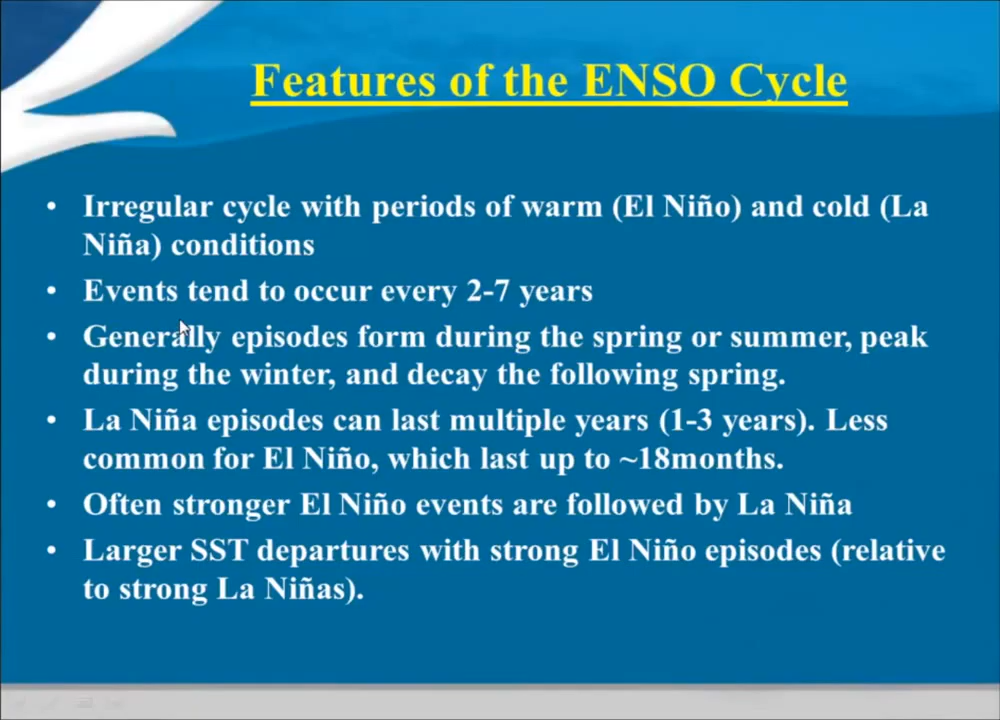 Features of the ENSO Cycle
• Irregular cycle with periods of warm (El Niño) and cold (La
Niña) conditions
• Events tend to occur every 2-7 years
• Generally episodes form during the spring or summer, peak
during the winter, and decay the following spring.
• La Niña episodes can last multiple years (1-3 years). Less
common for El Niño, which last up to ~18months.
• Often stronger El Niño events are followed by La Niña
• Larger SST departures with strong El Niño episodes (relative
to strong La Niñas).